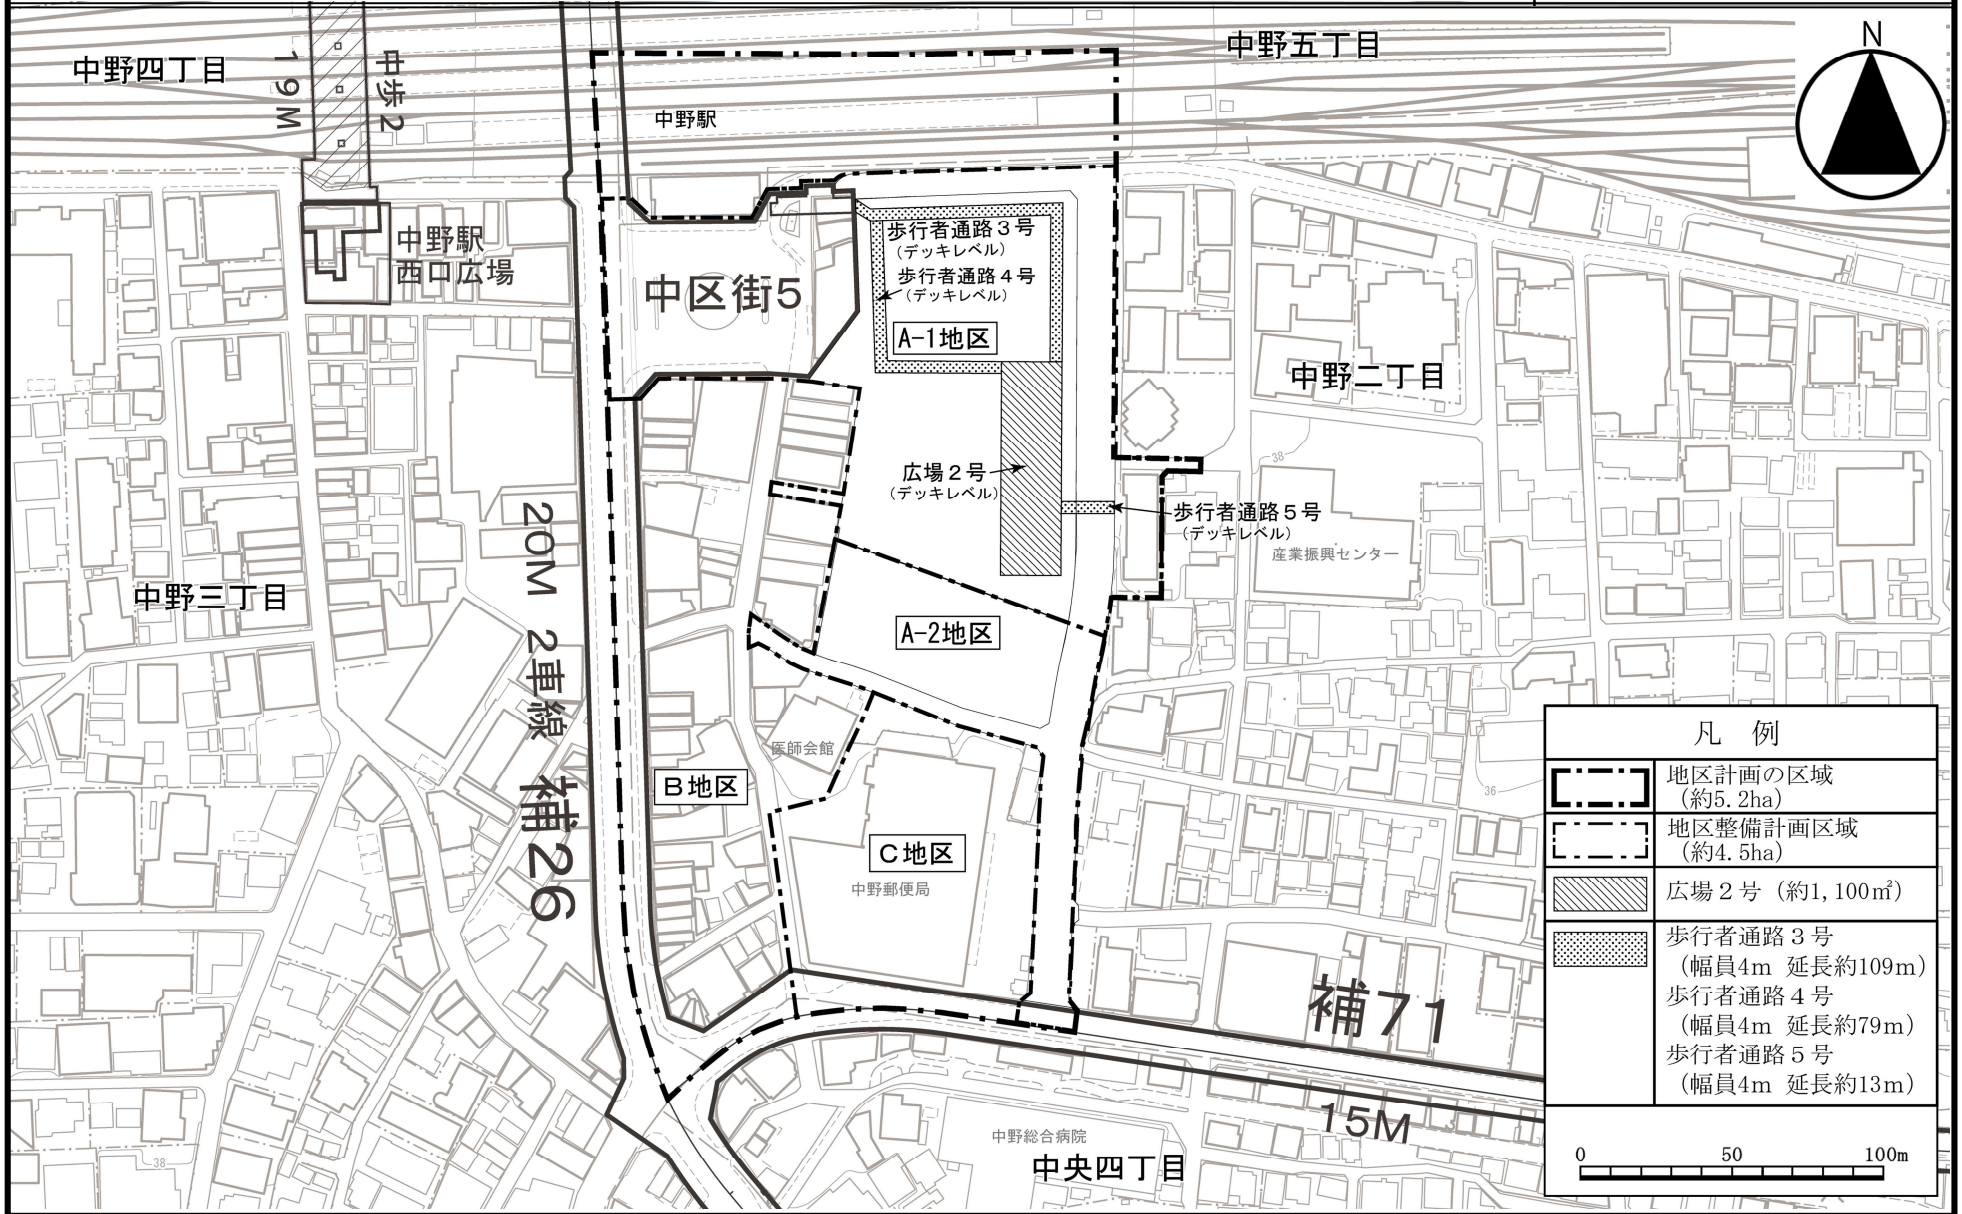 中野四丁目
19M
中歩2
中野駅
中野五丁目
N
中野駅
西口広場
中区街5
歩行者通路3号
(デッキレベル)
歩行者通路4号
(デッキレベル)
A-1地区
中野二丁目
広場2号
(デッキレベル)
38
歩行者通路5号
(デッキレベル)
産業振興センター
中野三丁目
20M 2車線 補26
A-2地区
医師会館
B地区
C地区
中野郵便局
36
補71
15M
38
中野総合病院
中央四丁目
凡 例
地区計画の区域
(約5.2ha)
地区整備計画区域
(約4.5ha)
広場2号 (約1,100㎡)
歩行者通路3号
(幅員4m 延長約109m)
歩行者通路4号
(幅員4m 延長約79m)
歩行者通路5号
(幅員4m 延長約13m)
0 50 100m